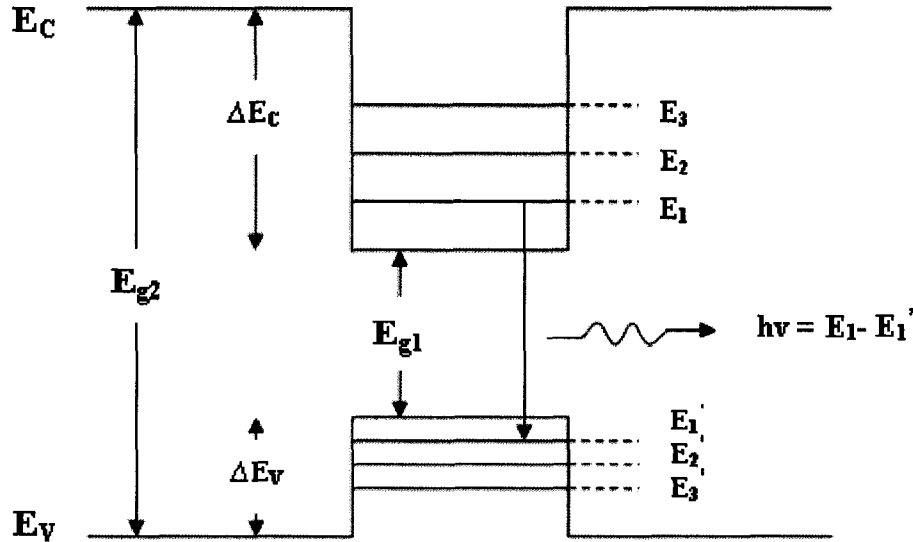 E_C
ΔE_C
E_3
E_2
E_1
E_g2
E_g1
hν = E_1- E_1'
E_1'
E_2'
ΔE_V
E_3'
E_V